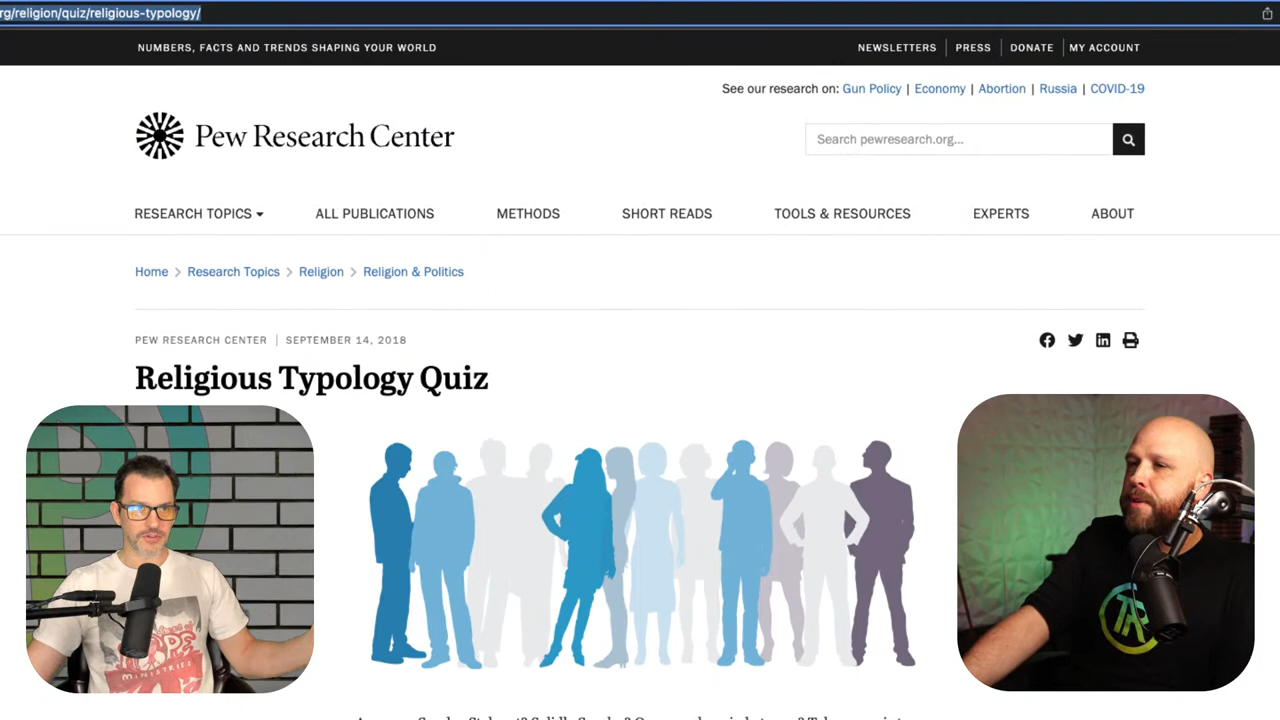 rg/religion/quiz/religious-typology/
NUMBERS, FACTS AND TRENDS SHAPING YOUR WORLD
NEWSLETTERS PRESS DONATE MY ACCOUNT
See our research on: Gun Policy | Economy | Abortion | Russia | COVID-19
Pew Research Center
Search pewresearch.org...
RESEARCH TOPICS ALL PUBLICATIONS METHODS SHORT READS TOOLS & RESOURCES EXPERTS ABOUT
Home > Research Topics > Religion > Religion & Politics
PEW RESEARCH CENTER | SEPTEMBER 14, 2018
Religious Typology Quiz
HOPE
MINISTRIES
TR